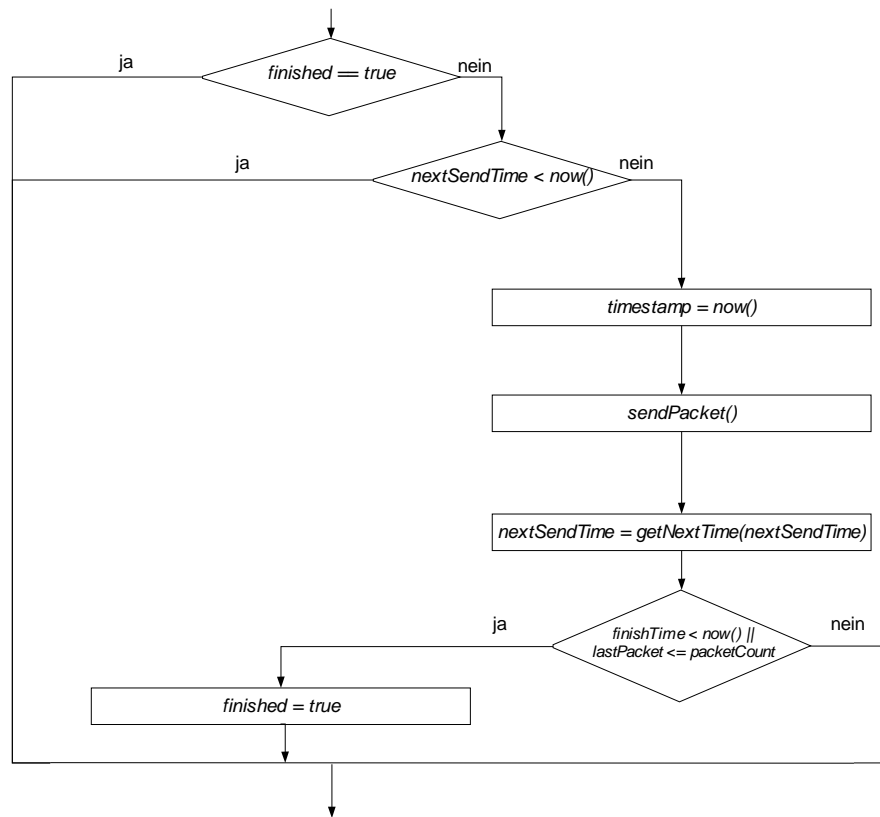 ja
finished == true
nein
ja
nextSendTime < now()
nein
timestamp = now()
sendPacket()
nextSendTime = getNextTime(nextSendTime)
ja
finishTime < now() ||
lastPacket <= packetCount
nein
finished = true